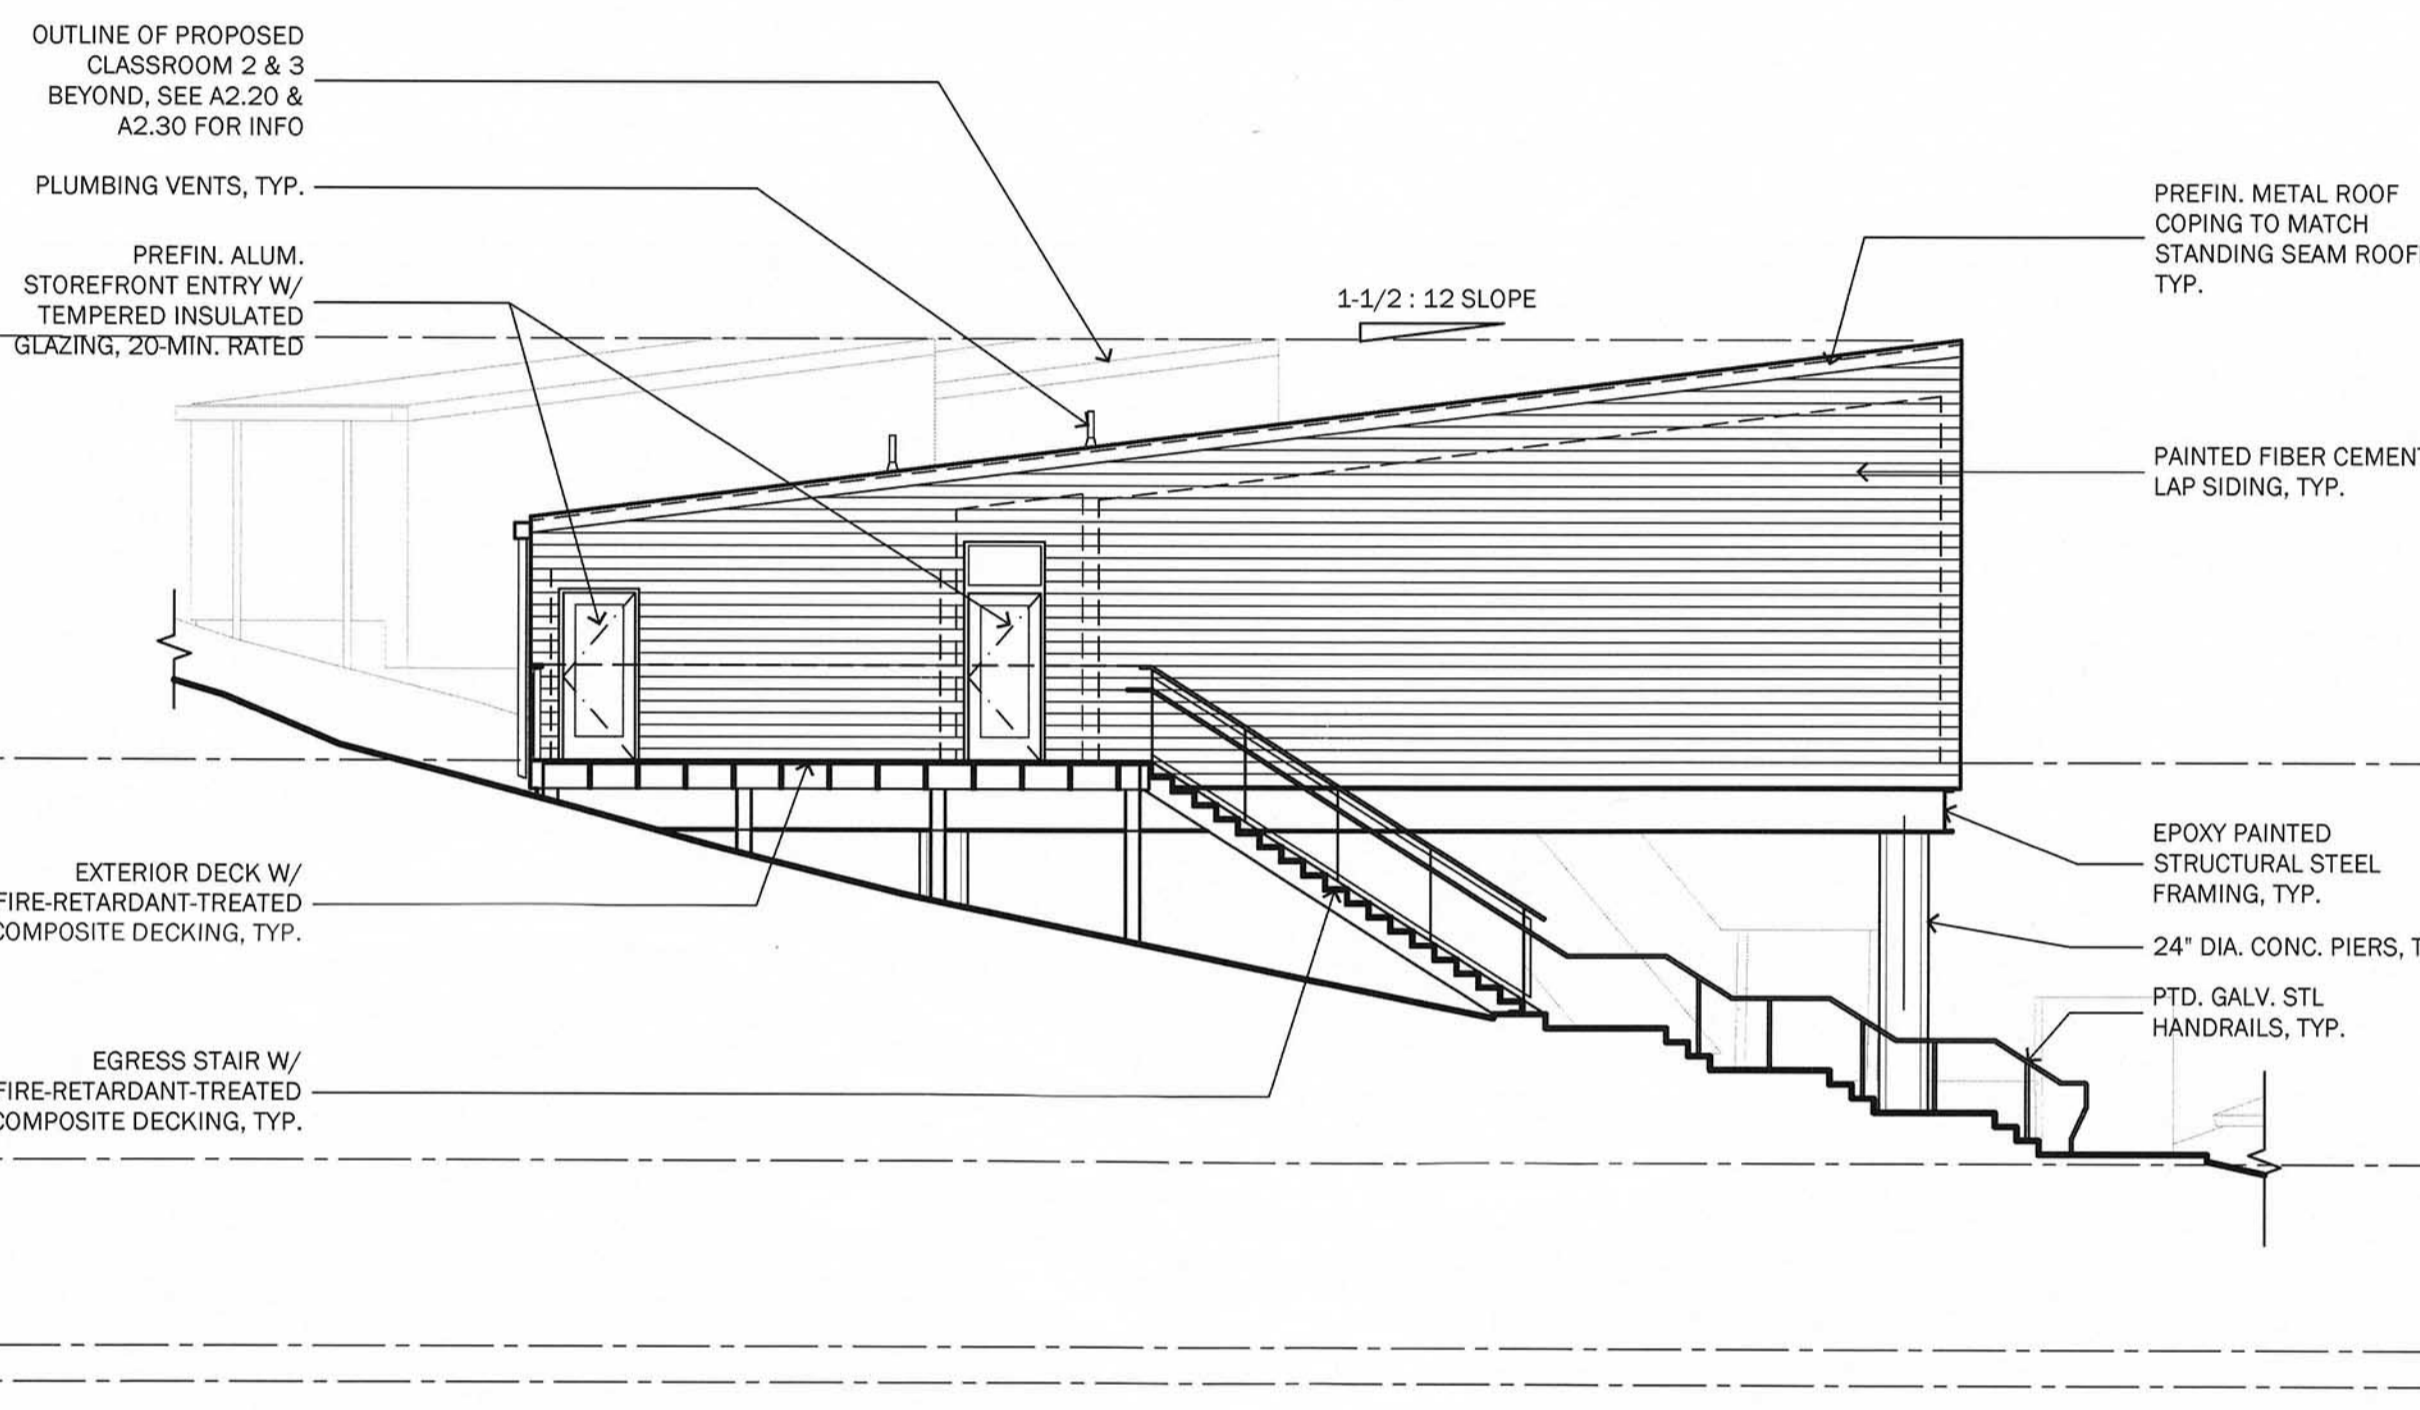 OUTLINE OF PROPOSED
CLASSROOM 2 & 3
BEYOND, SEE A2.20 &
A2.30 FOR INFO
PLUMBING VENTS, TYP.
PREFIN. ALUM.
STOREFRONT ENTRY W/
TEMPERED INSULATED
GLAZING, 20-MIN. RATED
EXTERIOR DECK W/
FIRE-RETARDANT-TREATED
COMPOSITE DECKING, TYP.
EGRESS STAIR W/
FIRE-RETARDANT-TREATED
COMPOSITE DECKING, TYP.
1-1/2 : 12 SLOPE
PREFIN. METAL ROOF
COPING TO MATCH
STANDING SEAM ROOF
TYP.
PAINTED FIBER CEMENT
LAP SIDING, TYP.
EPOXY PAINTED
STRUCTURAL STEEL
FRAMING, TYP.
24" DIA. CONC. PIERS, T
PTD. GALV. STL
HANDRAILS, TYP.